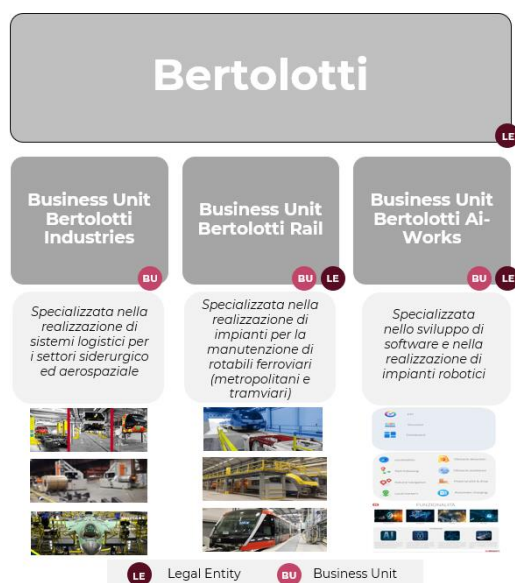 Bertolotti
LE
Business Unit
Bertolotti
Industries
BU
Business Unit
Bertolotti Rail
BU LE
Business Unit
Bertolotti Ai-
Works
BU LE
Specializzata nella
realizzazione di
sistemi logistici per
i settori siderurgico
ed aerospaziale
Specializzata nella
realizzazione di
impianti per la
manutenzione di
rotabili ferroviari
(metropolitani e
tramviari)
Specializzata
nello sviluppo di
software e nella
realizzazione di
impianti robotici
FUNZIONALITÀ
LE Legal Entity BU Business Unit